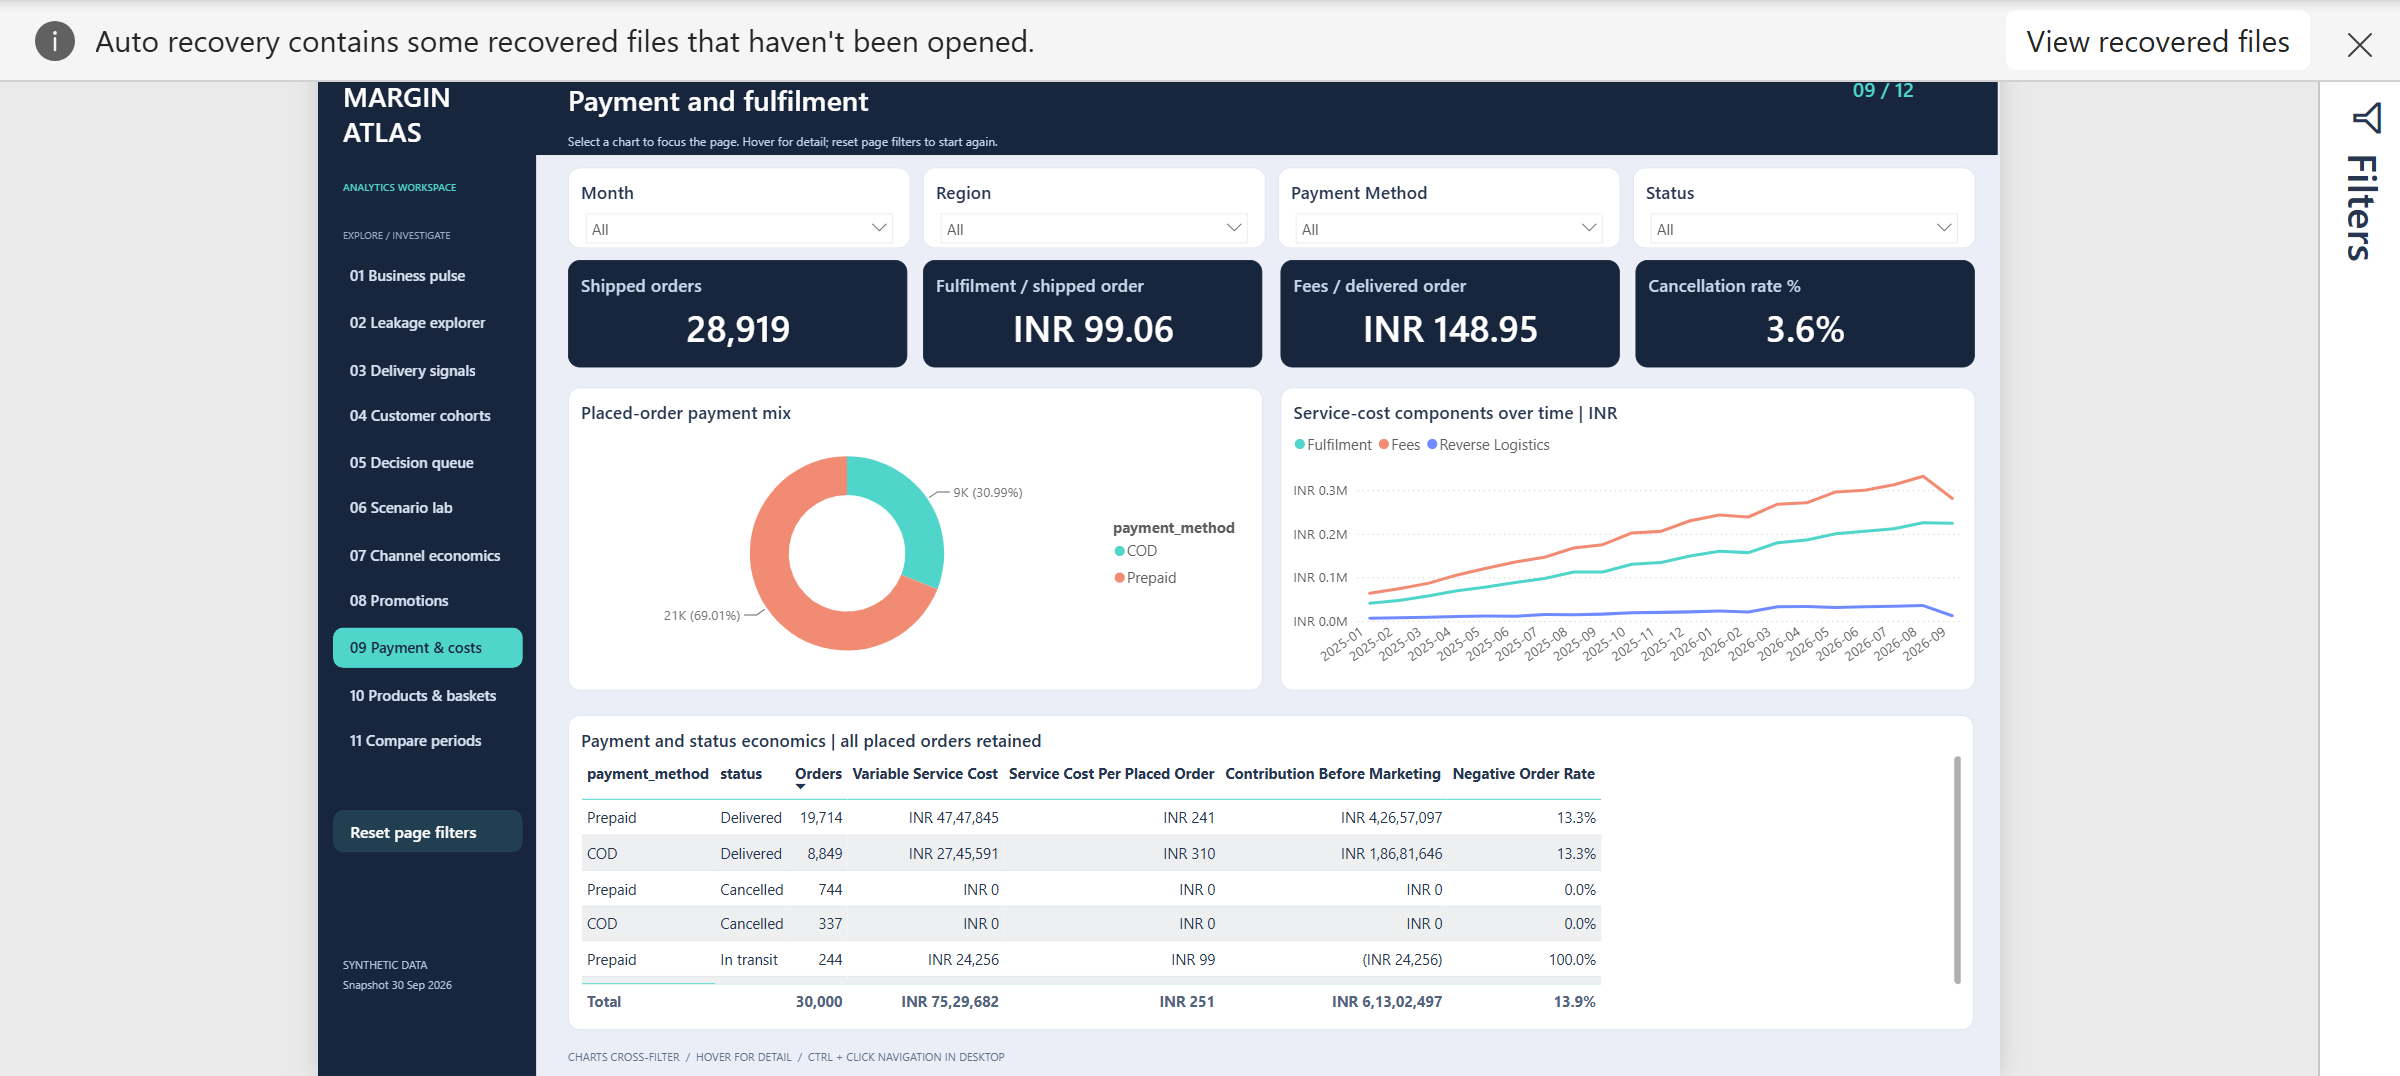 Auto recovery contains some recovered files that haven't been opened.
View recovered files
MARGIN
ATLAS
ANALYTICS WORKSPACE
EXPLORE / INVESTIGATE
01 Business pulse
02 Leakage explorer
03 Delivery signals
04 Customer cohorts
05 Decision queue
06 Scenario lab
07 Channel economics
08 Promotions
09 Payment & costs
10 Products & baskets
11 Compare periods
Reset page filters
SYNTHETIC DATA
Snapshot 30 Sep 2026
Payment and fulfilment
09 / 12
Select a chart to focus the page. Hover for detail; reset page filters to start again.
Month
All
Region
All
Payment Method
All
Status
All
Shipped orders
28,919
Fulfilment / shipped order
INR 99.06
Fees / delivered order
INR 148.95
Cancellation rate %
3.6%
Placed-order payment mix
9K (30.99%)
21K (69.01%)
payment_method
COD
Prepaid
Service-cost components over time | INR
Fulfilment Fees Reverse Logistics
INR 0.3M
INR 0.2M
INR 0.1M
INR 0.0M
2025-01 2025-02 2025-03 2025-04 2025-05 2025-06 2025-07 2025-08 2025-09 2025-10 2025-11 2025-12 2026-01 2026-02 2026-03 2026-04 2026-05 2026-06 2026-07 2026-08 2026-09
Payment and status economics | all placed orders retained
payment_method status Orders Variable Service Cost Service Cost Per Placed Order Contribution Before Marketing Negative Order Rate
Prepaid Delivered 19,714 INR 47,47,845 INR 241 INR 4,26,57,097 13.3%
COD Delivered 8,849 INR 27,45,591 INR 310 INR 1,86,81,646 13.3%
Prepaid Cancelled 744 INR 0 INR 0 INR 0 0.0%
COD Cancelled 337 INR 0 INR 0 INR 0 0.0%
Prepaid In transit 244 INR 24,256 INR 99 (INR 24,256) 100.0%
Total 30,000 INR 75,29,682 INR 251 INR 6,13,02,497 13.9%
CHARTS CROSS-FILTER / HOVER FOR DETAIL / CTRL + CLICK NAVIGATION IN DESKTOP
Filters